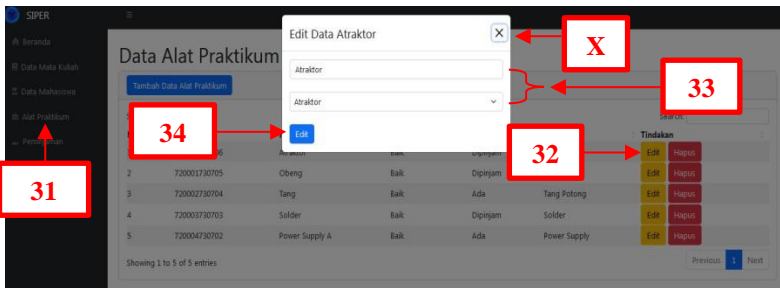 SIPER
Edit Data Atraktor
X
Beranda
Data Alat Praktikum
Data Mata Kuliah
Atraktor
33
Tambah Data Alat Praktikum
Data Mahasiswa
Atraktor
Alat Praktikum
34
Edit
Search:
32
Tindakan
Baik Dipinjam Edit Hapus
31
2 720001730705 Obeng Baik Dipinjam Edit Hapus
3 720002730704 Tang Baik Ada Tang Potong Edit Hapus
4 720003730703 Solder Baik Dipinjam Solder Edit Hapus
5 720004730702 Power Supply A Baik Ada Power Supply Edit Hapus
Showing 1 to 5 of 5 entries
Previous 1 Next